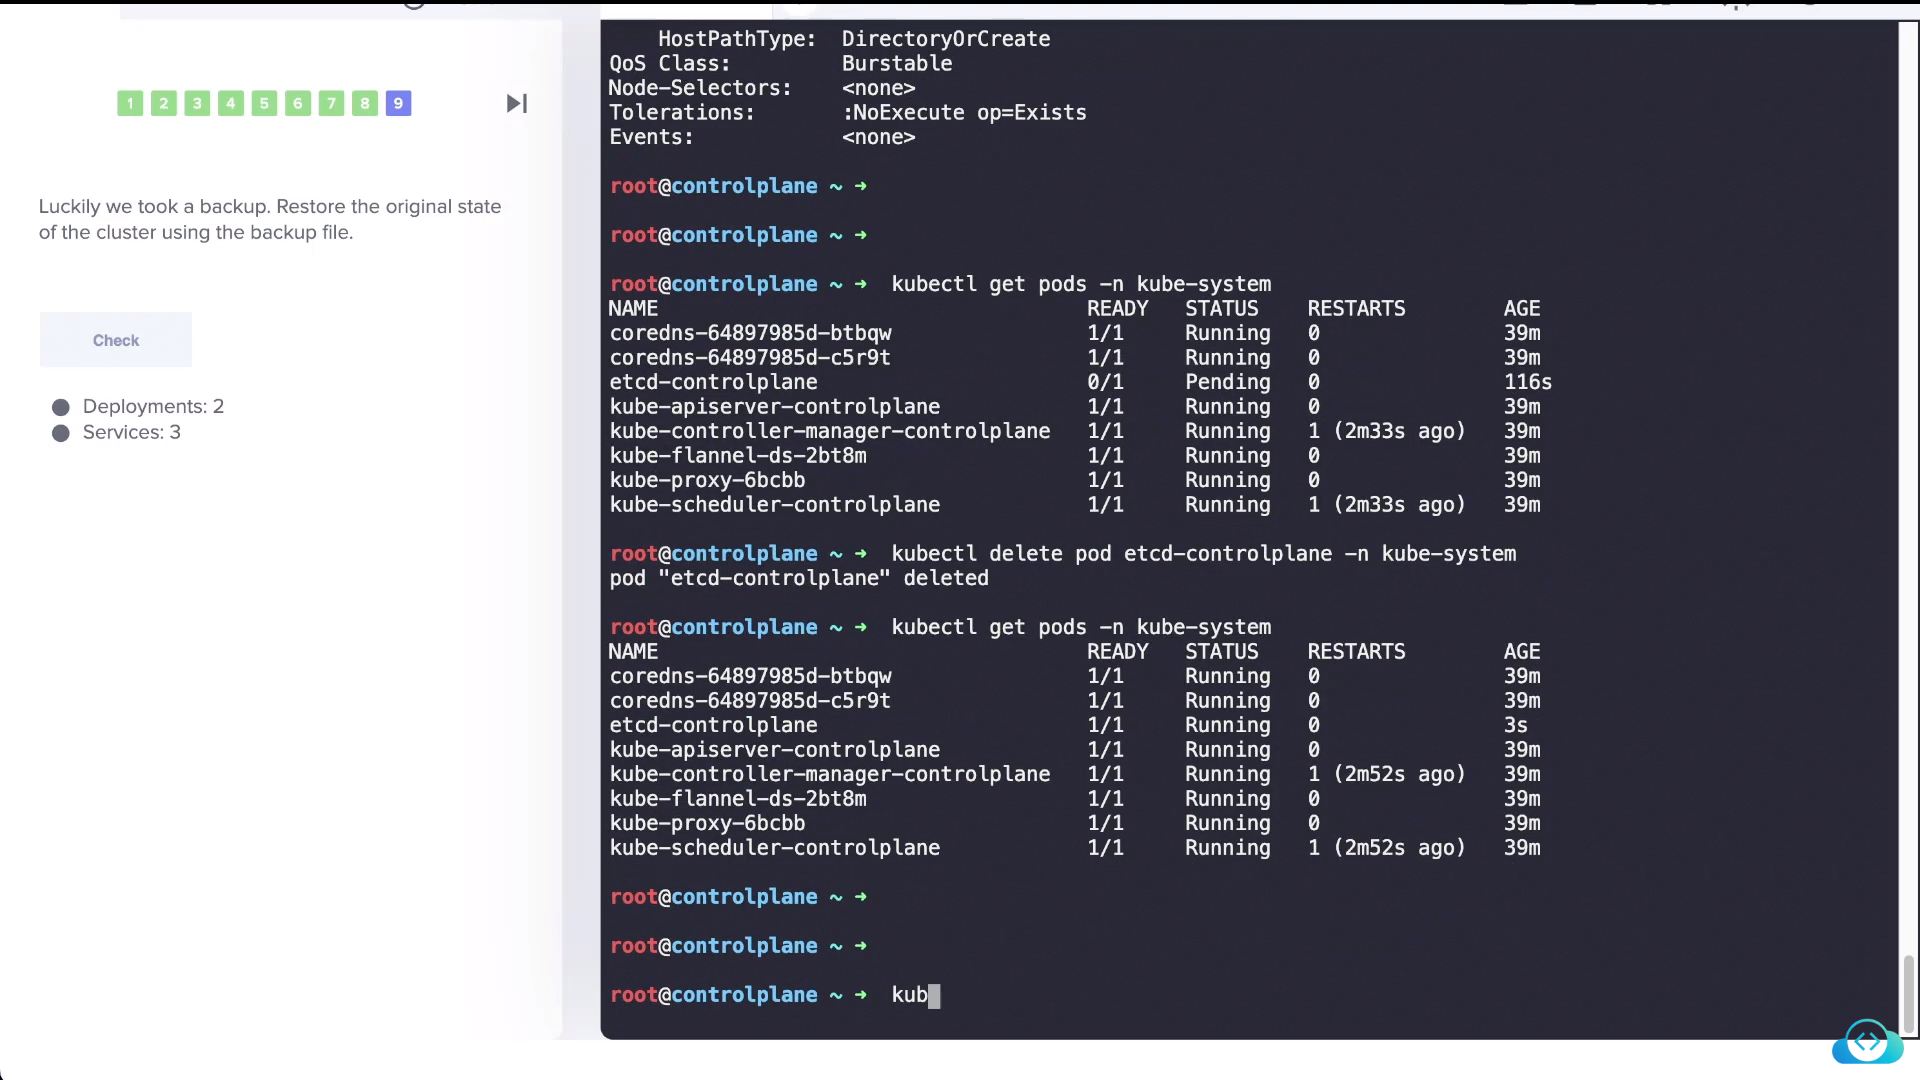 1 2 3 4 5 6 7 8 9
Luckily we took a backup. Restore the original state
of the cluster using the backup file.
Check
Deployments: 2
Services: 3
HostPathType:  DirectoryOrCreate
QoS Class:         Burstable
Node-Selectors:    <none>
Tolerations:       :NoExecute op=Exists
Events:            <none>
root@controlplane ~ ➜
root@controlplane ~ ➜
root@controlplane ~ ➜  kubectl get pods -n kube-system
NAME                                   READY   STATUS    RESTARTS        AGE
coredns-64897985d-btbqw                1/1     Running   0               39m
coredns-64897985d-c5r9t                1/1     Running   0               39m
etcd-controlplane                      0/1     Pending   0               116s
kube-apiserver-controlplane            1/1     Running   0               39m
kube-controller-manager-controlplane   1/1     Running   1 (2m33s ago)   39m
kube-flannel-ds-2bt8m                  1/1     Running   0               39m
kube-proxy-6bcbb                       1/1     Running   0               39m
kube-scheduler-controlplane            1/1     Running   1 (2m33s ago)   39m
root@controlplane ~ ➜  kubectl delete pod etcd-controlplane -n kube-system
pod "etcd-controlplane" deleted
root@controlplane ~ ➜  kubectl get pods -n kube-system
NAME                                   READY   STATUS    RESTARTS        AGE
coredns-64897985d-btbqw                1/1     Running   0               39m
coredns-64897985d-c5r9t                1/1     Running   0               39m
etcd-controlplane                      1/1     Running   0               3s
kube-apiserver-controlplane            1/1     Running   0               39m
kube-controller-manager-controlplane   1/1     Running   1 (2m52s ago)   39m
kube-flannel-ds-2bt8m                  1/1     Running   0               39m
kube-proxy-6bcbb                       1/1     Running   0               39m
kube-scheduler-controlplane            1/1     Running   1 (2m52s ago)   39m
root@controlplane ~ ➜
root@controlplane ~ ➜
root@controlplane ~ ➜  kub